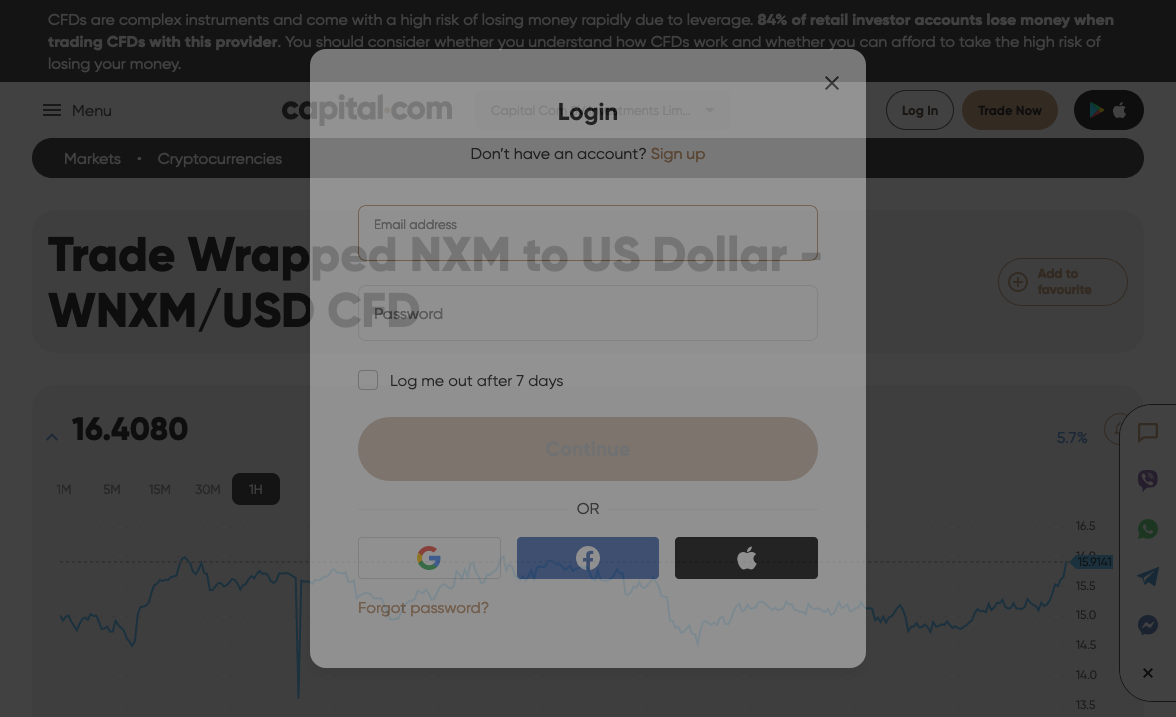 CFDs are complex instruments and come with a high risk of losing money rapidly due to leverage. 84% of retail investor accounts lose money when
trading CFDs with this provider. You should consider whether you understand how CFDs work and whether you can afford to take the high risk of
losing your money.
Menu
capital.com
Capital Com
tments Lim...
Log In
Trade Now
Login
Don't have an account? Sign up
Markets • Cryptocurrencies
Email address
Trade Wrapped NXM to US Dollar -
WNXM/USD CFD
Add to
favourite
Password
Log me out after 7 days
16.4080
5.7%
Continue
1M 5M 15M 30M 1H
OR
16.5
15.9141
15.5
15.0
14.5
14.0
13.5
Forgot password?